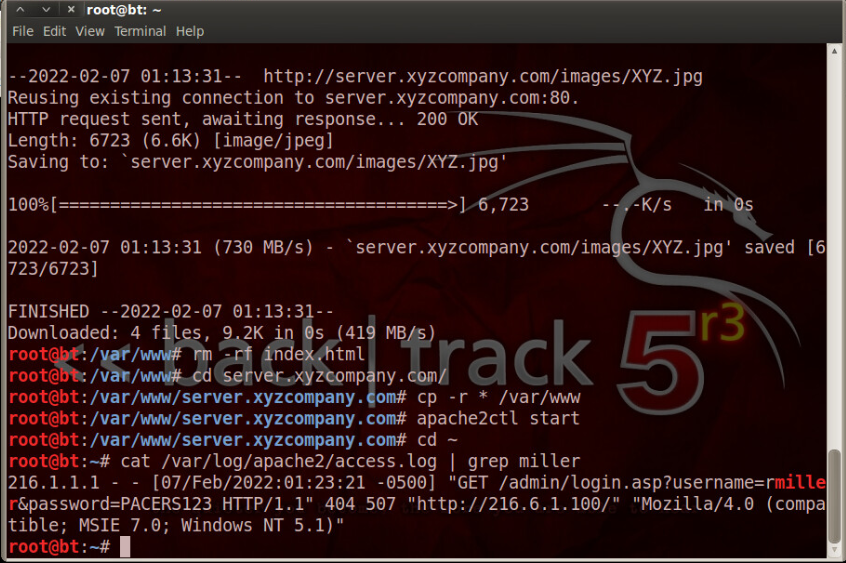 root@bt: ~
File Edit View Terminal Help
--2022-02-07 01:13:31--  http://server.xyzcompany.com/images/XYZ.jpg
Reusing existing connection to server.xyzcompany.com:80.
HTTP request sent, awaiting response... 200 OK
Length: 6723 (6.6K) [image/jpeg]
Saving to: `server.xyzcompany.com/images/XYZ.jpg'
100%[======================================>] 6,723       --.-K/s   in 0s
2022-02-07 01:13:31 (730 MB/s) - `server.xyzcompany.com/images/XYZ.jpg' saved [6
723/6723]
FINISHED --2022-02-07 01:13:31--
Downloaded: 4 files, 9.2K in 0s (419 MB/s)
root@bt:/var/www# rm -rf index.html
root@bt:/var/www# cd server.xyzcompany.com/
root@bt:/var/www/server.xyzcompany.com# cp -r * /var/www
root@bt:/var/www/server.xyzcompany.com# apache2ctl start
root@bt:/var/www/server.xyzcompany.com# cd ~
root@bt:~# cat /var/log/apache2/access.log | grep miller
216.1.1.1 - - [07/Feb/2022:01:23:21 -0500] "GET /admin/login.asp?username=rmille
r&password=PACERS123 HTTP/1.1" 404 507 "http://216.6.1.100/" "Mozilla/4.0 (compa
tible; MSIE 7.0; Windows NT 5.1)"
root@bt:~#
<< back | track 5 r3